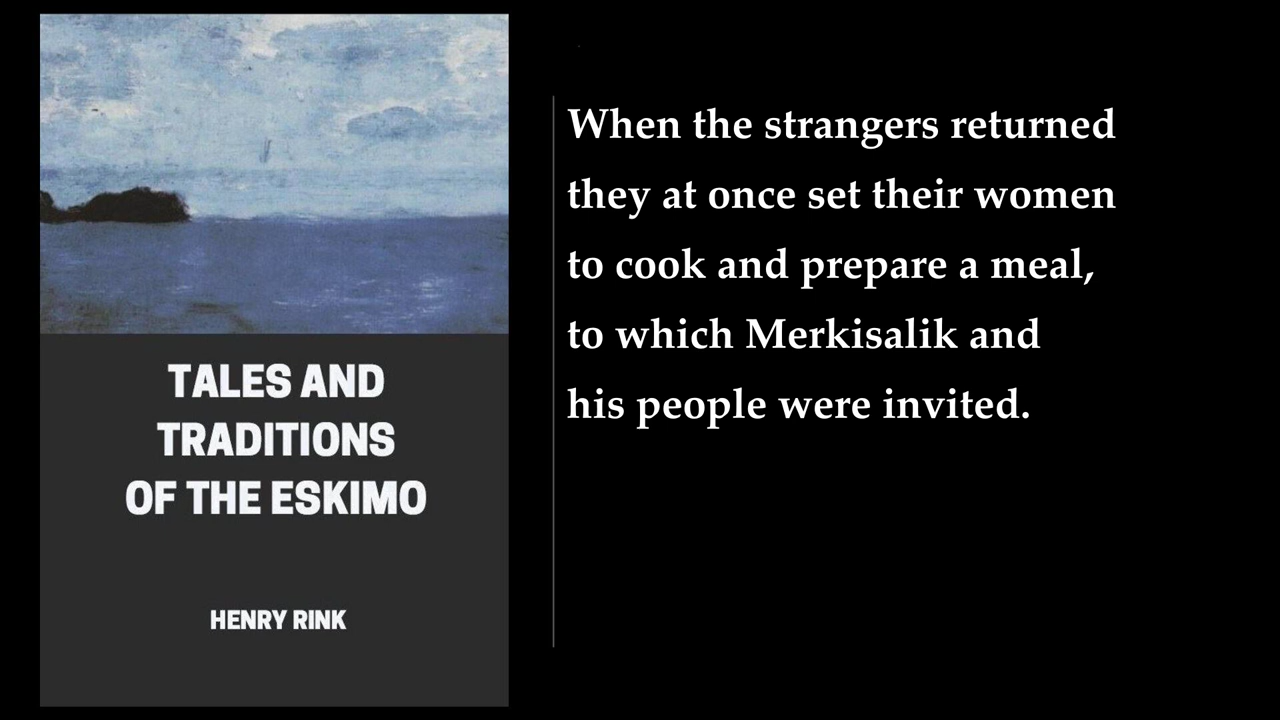 TALES AND
TRADITIONS
OF THE ESKIMO
HENRY RINK
When the strangers returned
they at once set their women
to cook and prepare a meal,
to which Merkisalik and
his people were invited.